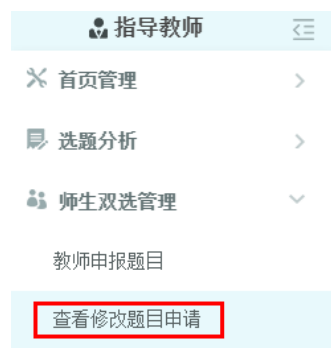 指导教师
首页管理
选题分析
师生双选管理
教师申报题目
查看修改题目申请